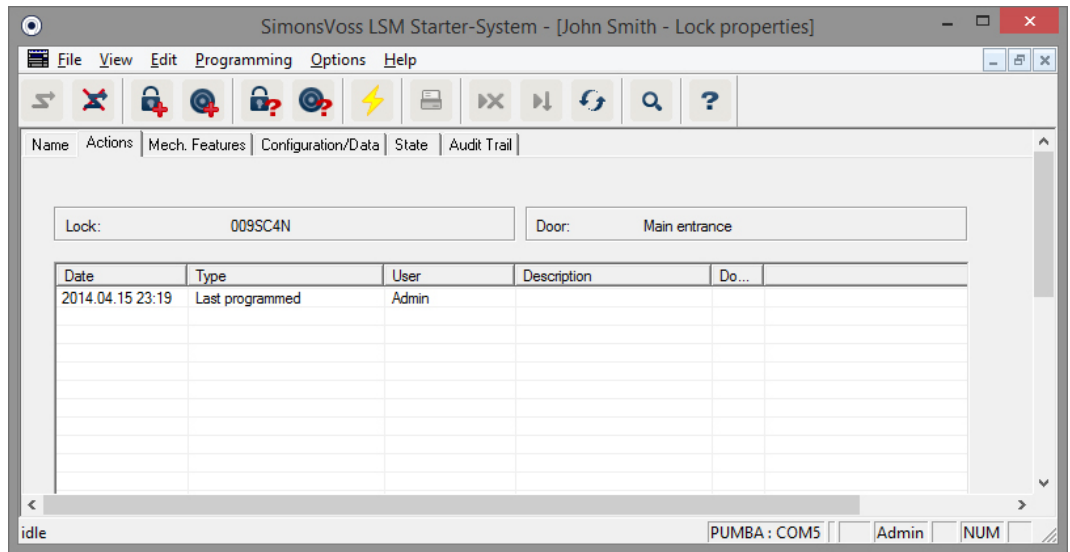 SimonsVoss LSM Starter-System - [John Smith - Lock properties]
File View Edit Programming Options Help
Name Actions Mech. Features Configuration/Data State Audit Trail
Lock: 009SC4N Door: Main entrance
Date Type User Description Do...
2014.04.15 23:19 Last programmed Admin
idle PUMBA : COM5 Admin NUM